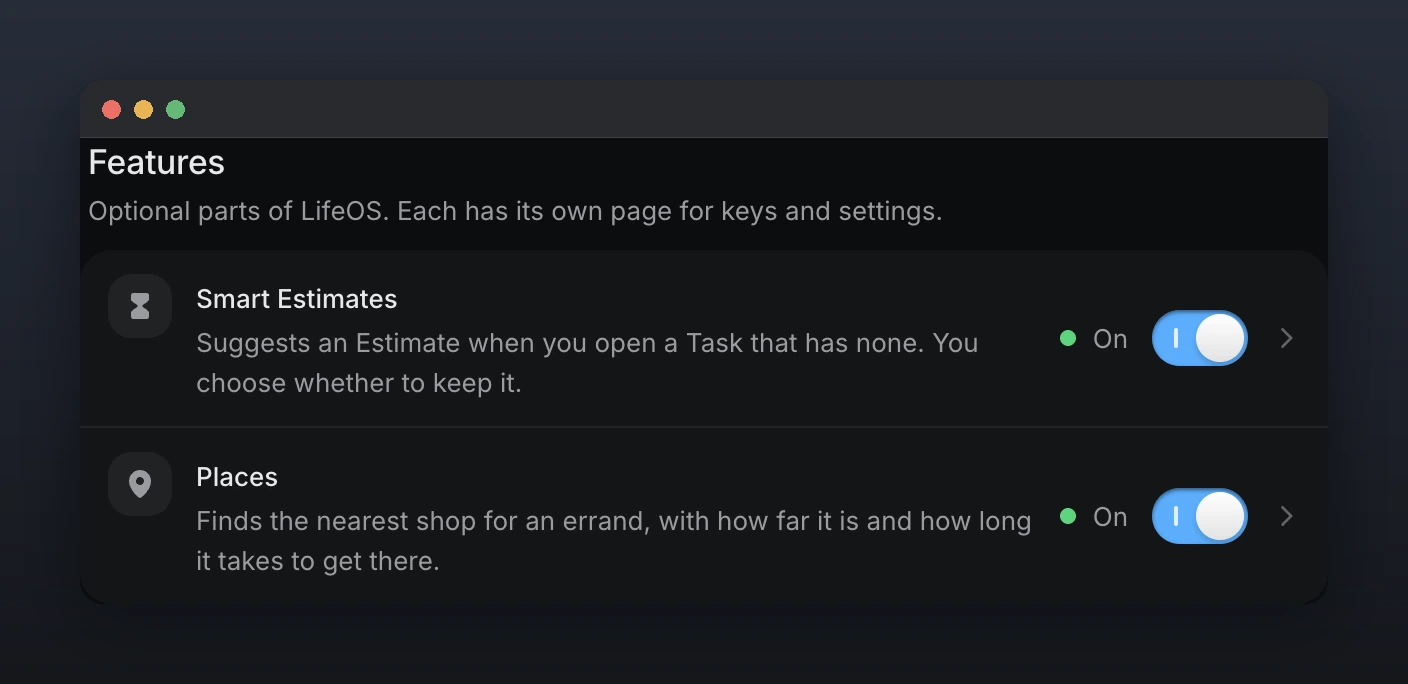 Features
Optional parts of LifeOS. Each has its own page for keys and settings.
Smart Estimates
Suggests an Estimate when you open a Task that has none. You
choose whether to keep it.
On
Places
Finds the nearest shop for an errand, with how far it is and how long
it takes to get there.
On